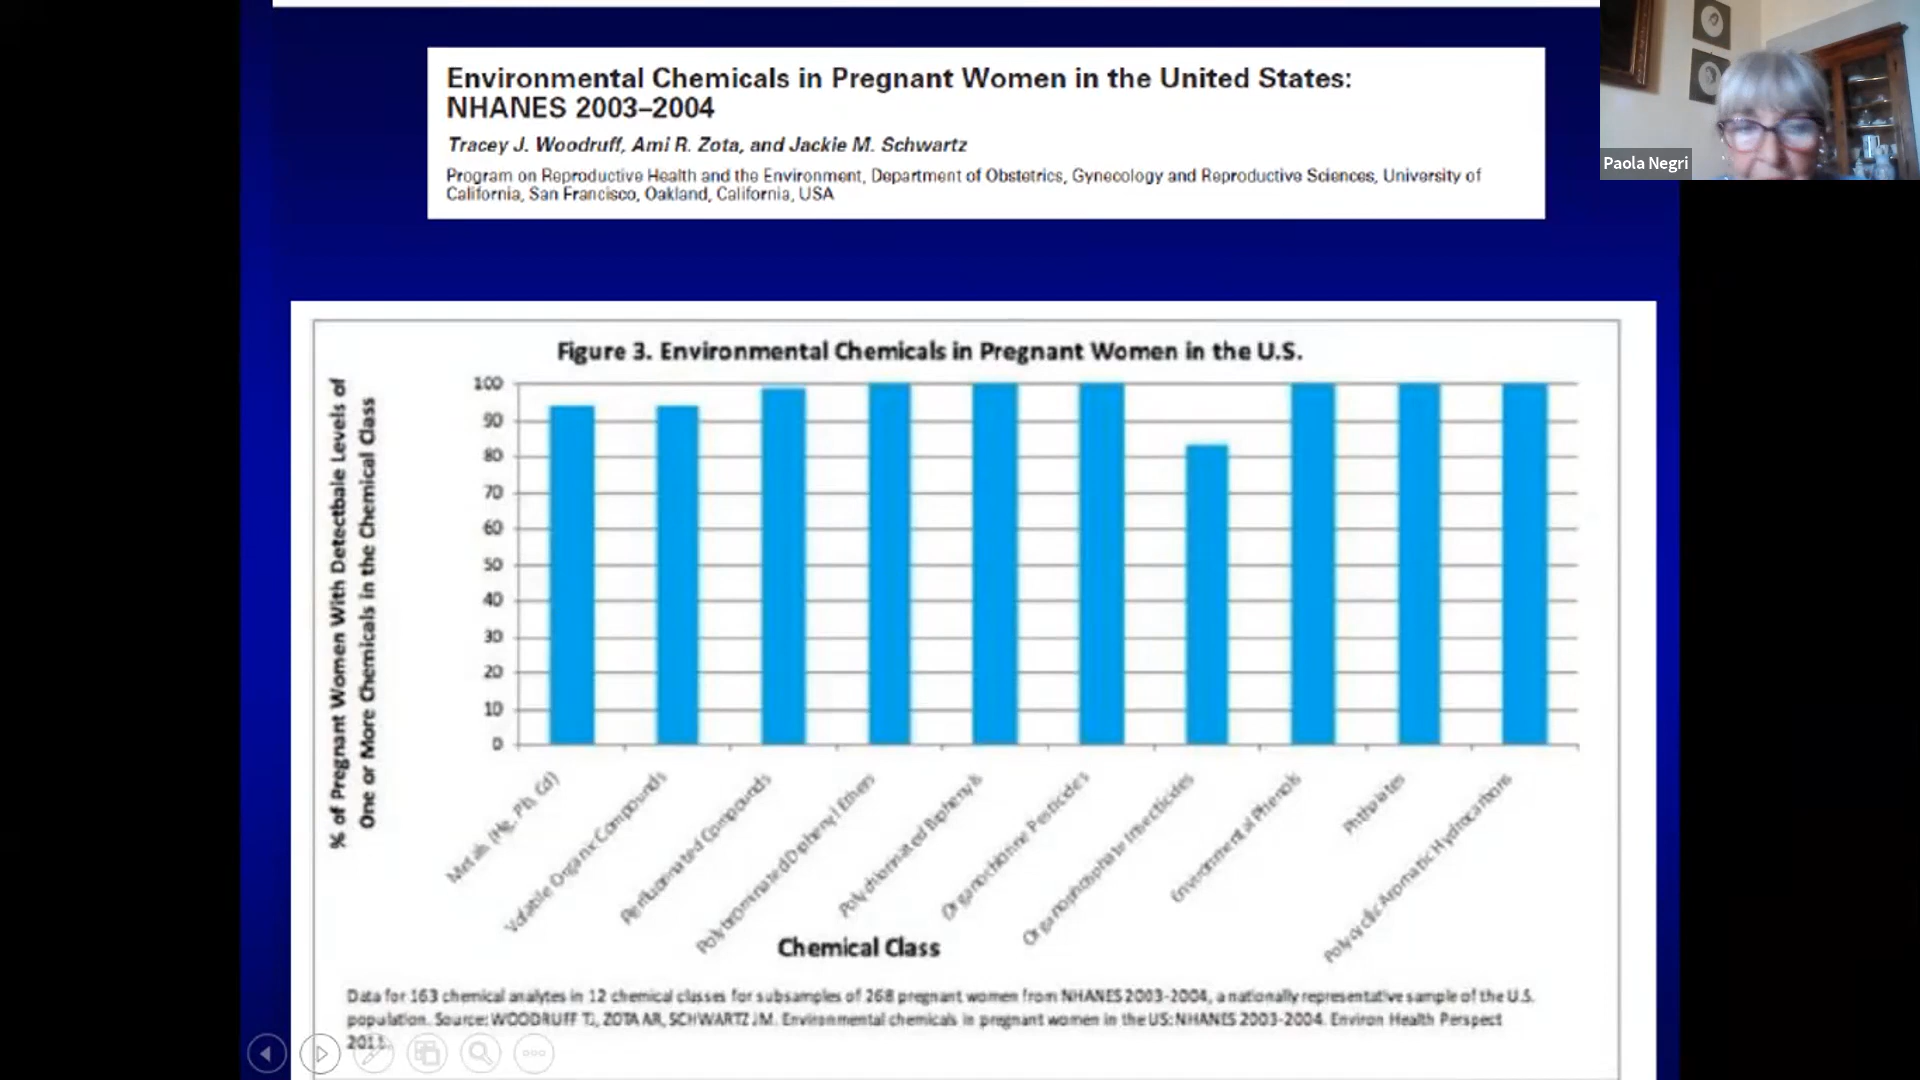 Environmental Chemicals in Pregnant Women in the United States:
NHANES 2003–2004
Tracey J. Woodruff, Ami R. Zota, and Jackie M. Schwartz
Program on Reproductive Health and the Environment, Department of Obstetrics, Gynecology and Reproductive Sciences, University of
California, San Francisco, Oakland, California, USA
Paola Negri
Figure 3. Environmental Chemicals in Pregnant Women in the U.S.
% of Pregnant Women With Detectbale Levels of
One or More Chemicals in the Chemical Class
100
90
80
70
60
50
40
30
20
10
0
Metals (Hg, Pb, Cd)
Volatile Organic Compounds
Perfluorinated Compounds
Polybrominated Diphenyl Ethers
Polychlorinated Biphenyls
Organochlorine Pesticides
Organophosphate Insecticides
Environmental Phenols
Phthalates
Polycyclic Aromatic Hydrocarbons
Chemical Class
Data for 163 chemical analytes in 12 chemical classes for subsamples of 268 pregnant women from NHANES 2003-2004, a nationally representative sample of the U.S.
population. Source: WOODRUFF TJ, ZOTA AR, SCHWARTZ JM. Environmental chemicals in pregnant women in the US: NHANES 2003-2004. Environ Health Perspect
2011.